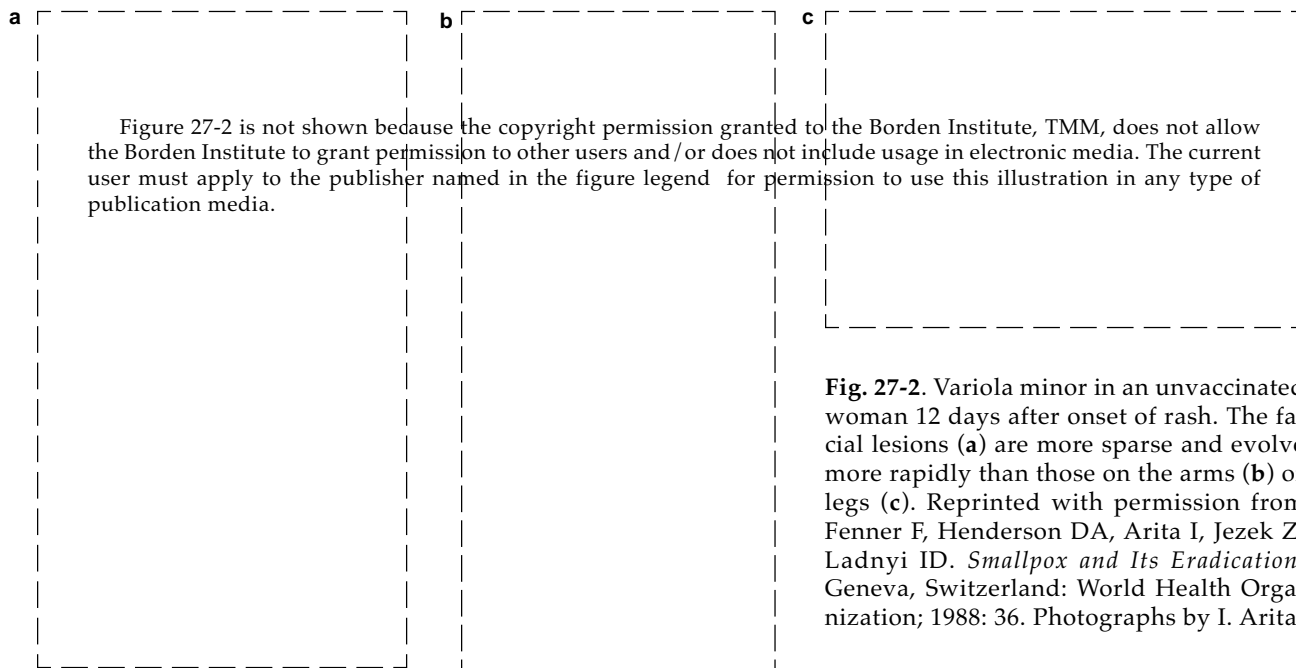 a
b
c
Figure 27-2 is not shown because the copyright permission granted to the Borden Institute, TMM, does not allow
the Borden Institute to grant permission to other users and/or does not include usage in electronic media. The current
user must apply to the publisher named in the figure legend for permission to use this illustration in any type of
publication media.
Fig. 27-2. Variola minor in an unvaccinated
woman 12 days after onset of rash. The fa
cial lesions (a) are more sparse and evolve
more rapidly than those on the arms (b) o
legs (c). Reprinted with permission from
Fenner F, Henderson DA, Arita I, Jezek Z
Ladnyi ID. Smallpox and Its Eradication
Geneva, Switzerland: World Health Orga
nization; 1988: 36. Photographs by I. Arita